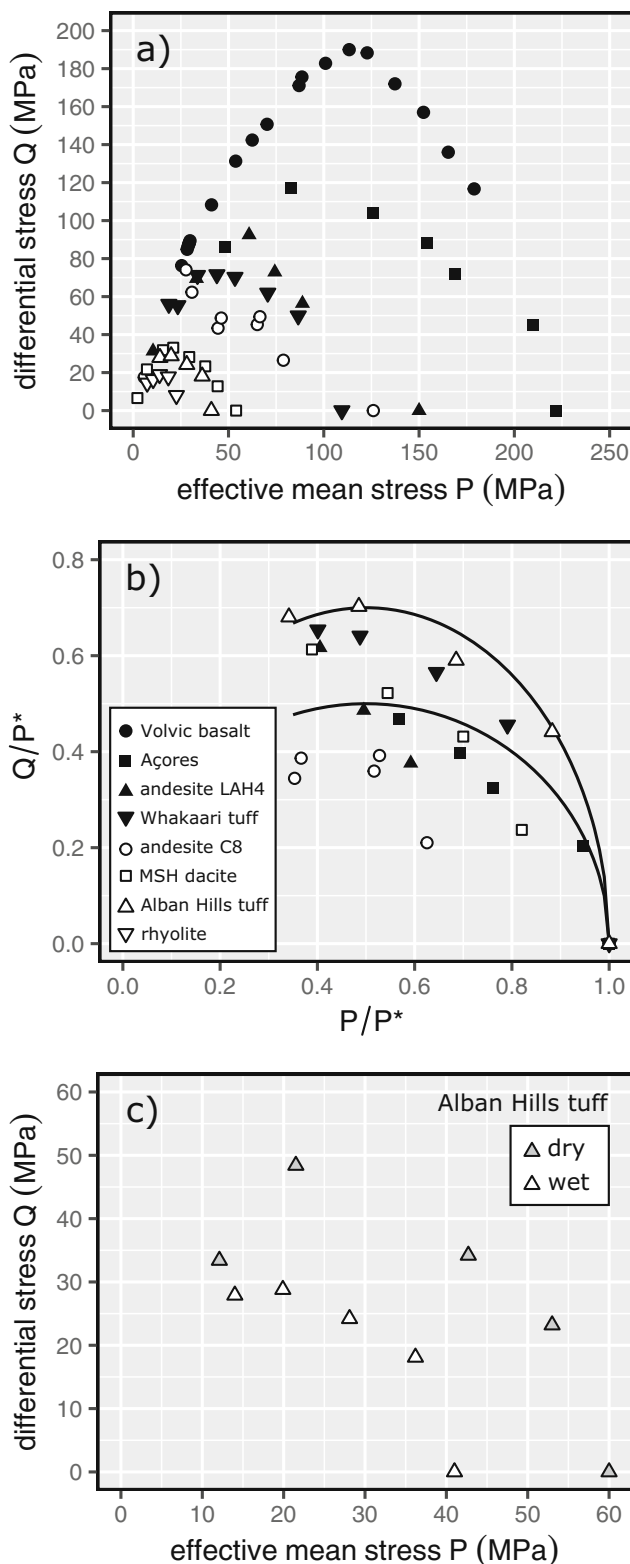 a)
differential stress Q (MPa)
200
180
160
140
120
100
80
60
40
20
0
0 50 100 150 200 250
effective mean stress P (MPa)
b)
Q/P*
0.8
0.6
0.4
0.2
0.0
Volvic basalt
Açores
andesite LAH4
Whakaari tuff
andesite C8
MSH dacite
Alban Hills tuff
rhyolite
0.0 0.2 0.4 0.6 0.8 1.0
P/P*
c)
Alban Hills tuff
dry
wet
differential stress Q (MPa)
60
50
40
30
20
10
0
0 10 20 30 40 50 60
effective mean stress P (MPa)